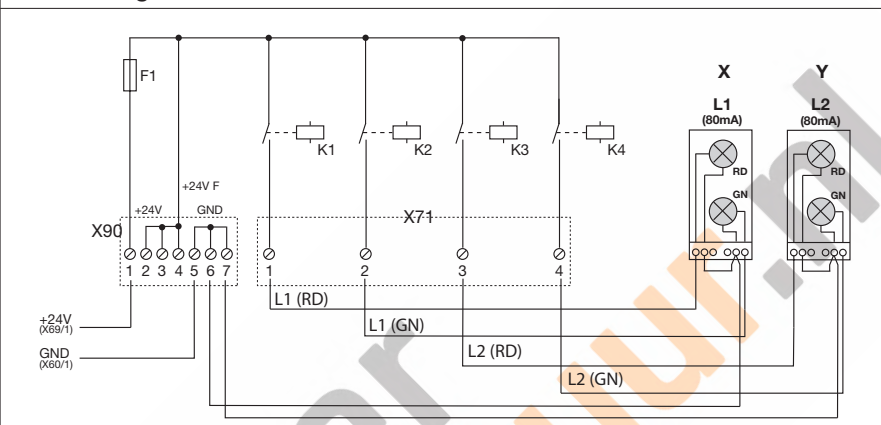 X Y
L1 L2
(80mA) (80mA)
F1
K1 K2 K3 K4
RD RD
GN GN
+24V F
+24V GND
X90 X71
1 2 3 4 5 6 7 1 2 3 4
L1 (RD)
+24V
(X69/1)
L1 (GN)
GND
(X60/1)
L2 (RD)
L2 (GN)